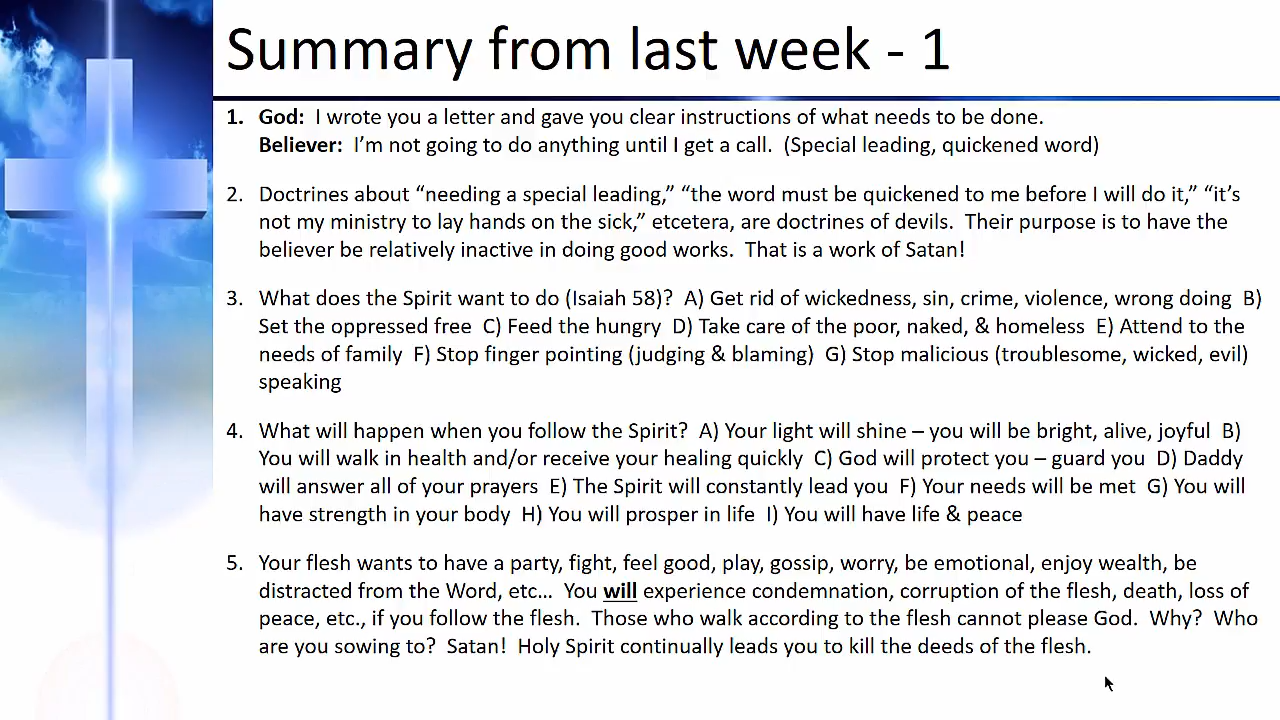 Summary from last week - 1
1. God: I wrote you a letter and gave you clear instructions of what needs to be done.
Believer: I’m not going to do anything until I get a call. (Special leading, quickened word)
2. Doctrines about “needing a special leading,” “the word must be quickened to me before I will do it,” “it’s
not my ministry to lay hands on the sick,” etcetera, are doctrines of devils. Their purpose is to have the
believer be relatively inactive in doing good works. That is a work of Satan!
3. What does the Spirit want to do (Isaiah 58)? A) Get rid of wickedness, sin, crime, violence, wrong doing B)
Set the oppressed free C) Feed the hungry D) Take care of the poor, naked, & homeless E) Attend to the
needs of family F) Stop finger pointing (judging & blaming) G) Stop malicious (troublesome, wicked, evil)
speaking
4. What will happen when you follow the Spirit? A) Your light will shine – you will be bright, alive, joyful B)
You will walk in health and/or receive your healing quickly C) God will protect you – guard you D) Daddy
will answer all of your prayers E) The Spirit will constantly lead you F) Your needs will be met G) You will
have strength in your body H) You will prosper in life I) You will have life & peace
5. Your flesh wants to have a party, fight, feel good, play, gossip, worry, be emotional, enjoy wealth, be
distracted from the Word, etc… You will experience condemnation, corruption of the flesh, death, loss of
peace, etc., if you follow the flesh. Those who walk according to the flesh cannot please God. Why? Who
are you sowing to? Satan! Holy Spirit continually leads you to kill the deeds of the flesh.